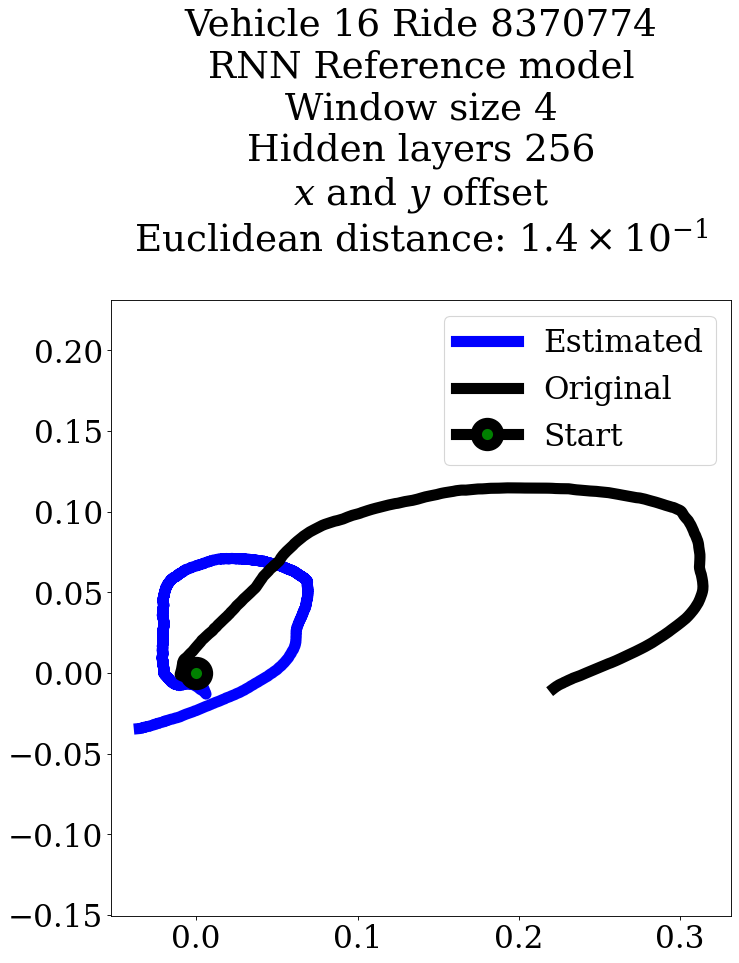 Vehicle 16 Ride 8370774
RNN Reference model
Window size 4
Hidden layers 256
x and y offset
Euclidean distance: 1.4 × 10⁻¹
Estimated
Original
Start
0.20
0.15
0.10
0.05
0.00
−0.05
−0.10
−0.15
0.0 0.1 0.2 0.3